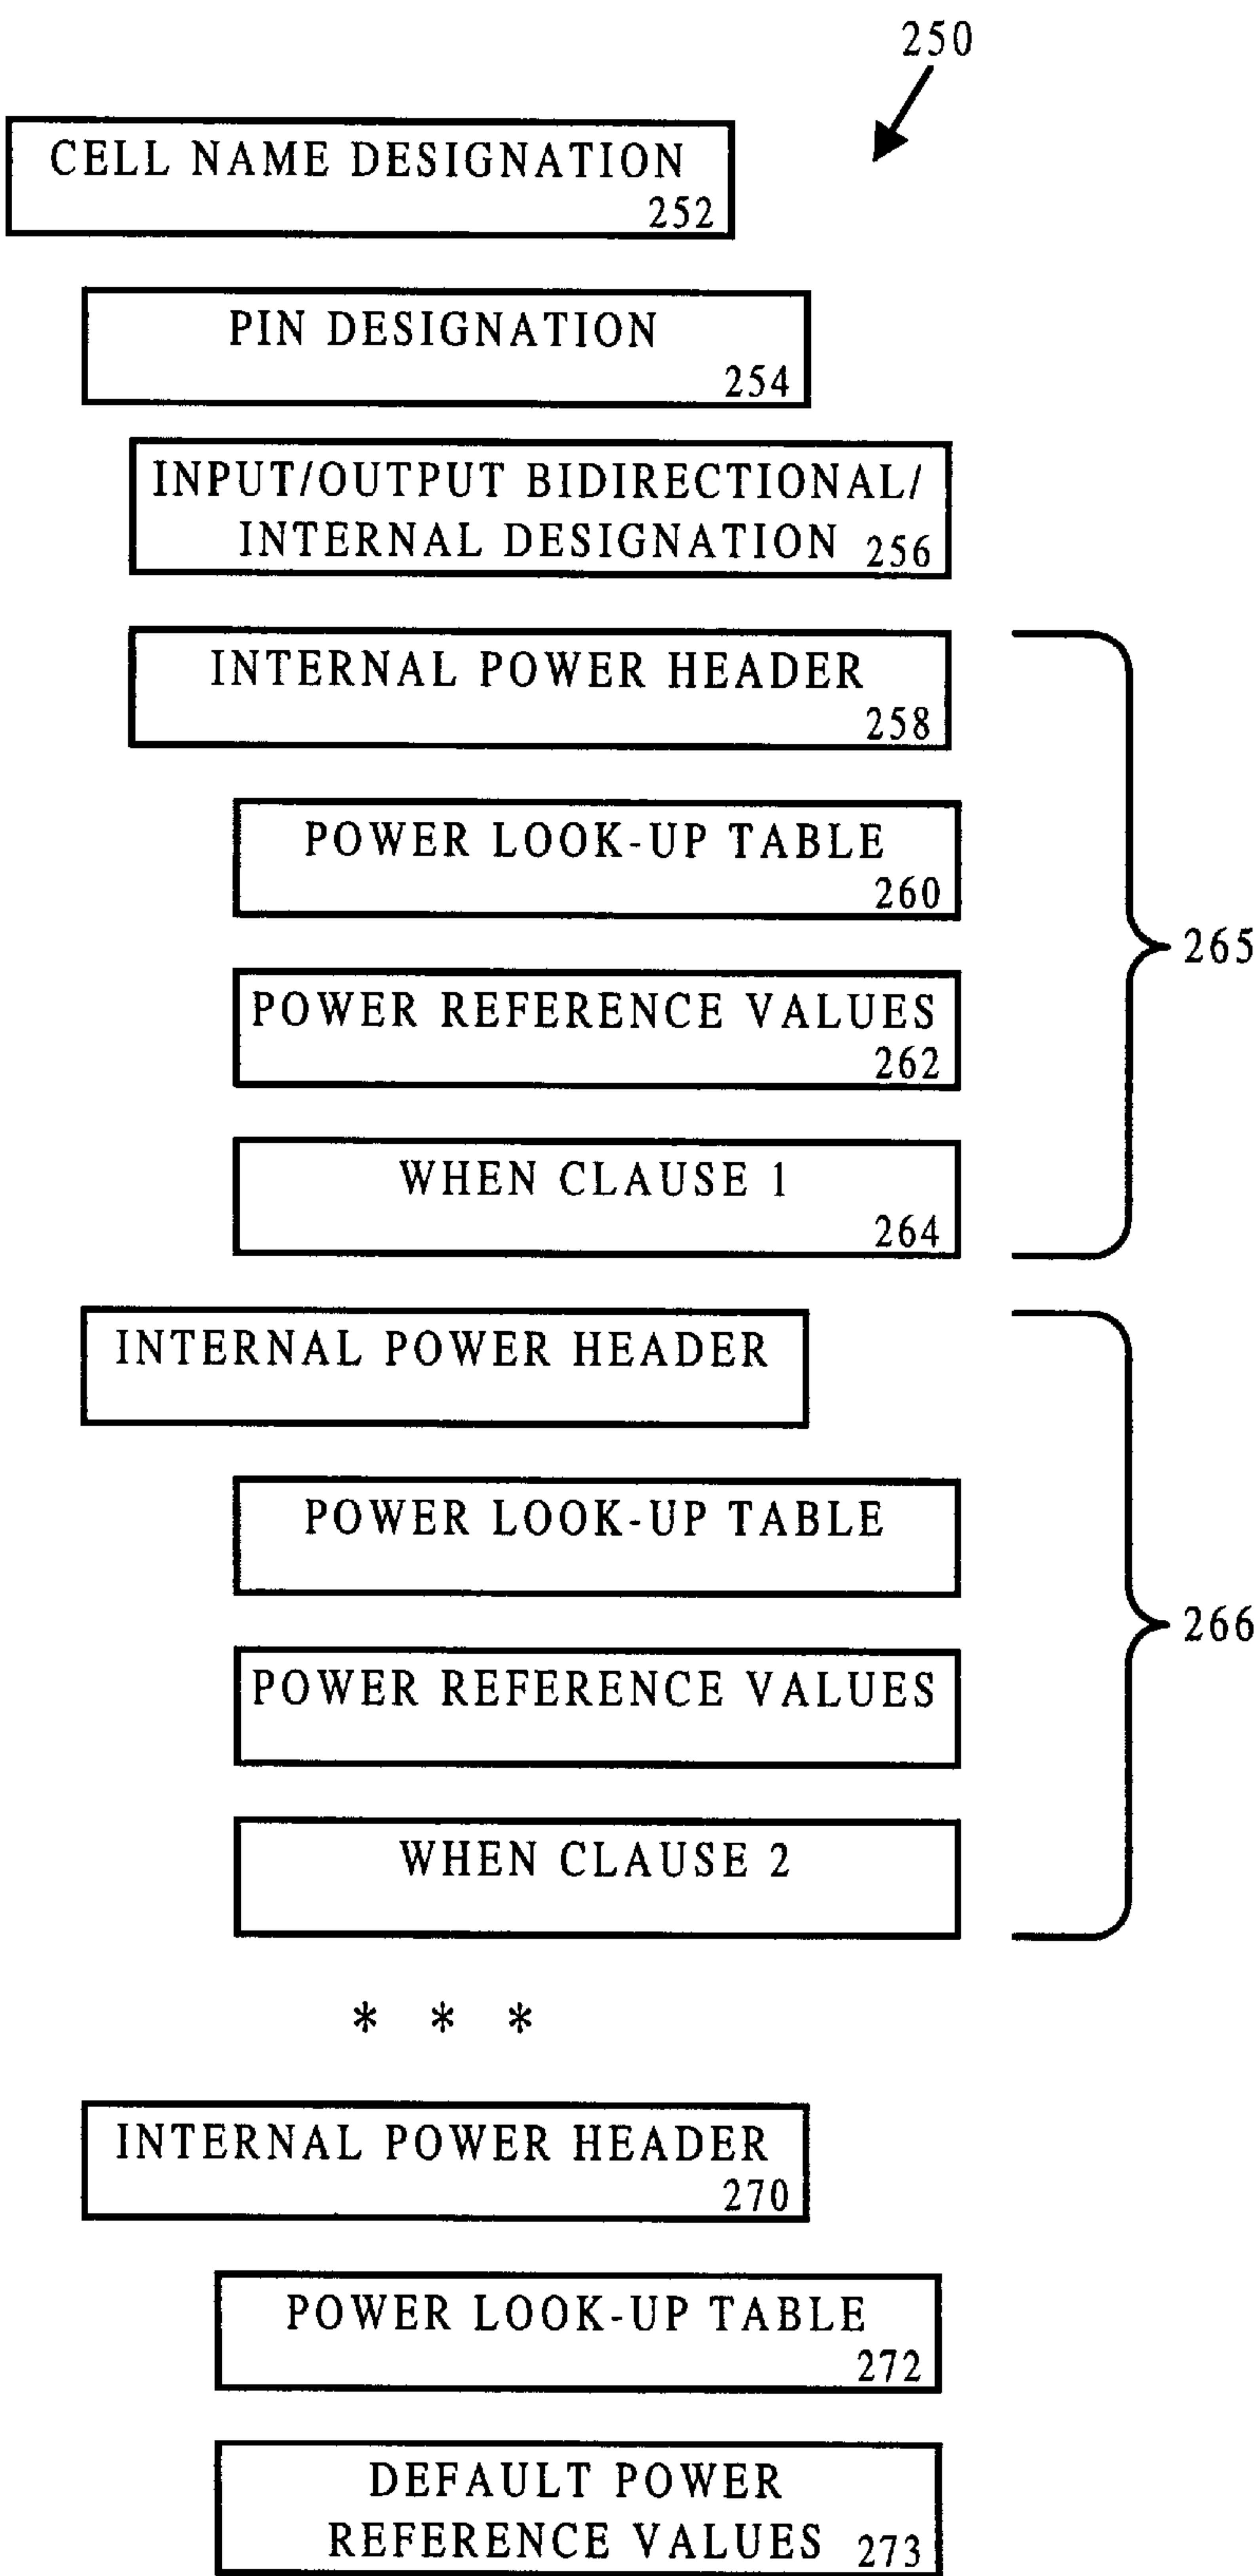 250
CELL NAME DESIGNATION
252
PIN DESIGNATION
254
INPUT/OUTPUT BIDIRECTIONAL/
INTERNAL DESIGNATION 256
INTERNAL POWER HEADER
258
POWER LOOK-UP TABLE
260
265
POWER REFERENCE VALUES
262
WHEN CLAUSE 1
264
INTERNAL POWER HEADER
POWER LOOK-UP TABLE
266
POWER REFERENCE VALUES
WHEN CLAUSE 2
* * *
INTERNAL POWER HEADER
270
POWER LOOK-UP TABLE
272
DEFAULT POWER
REFERENCE VALUES 273